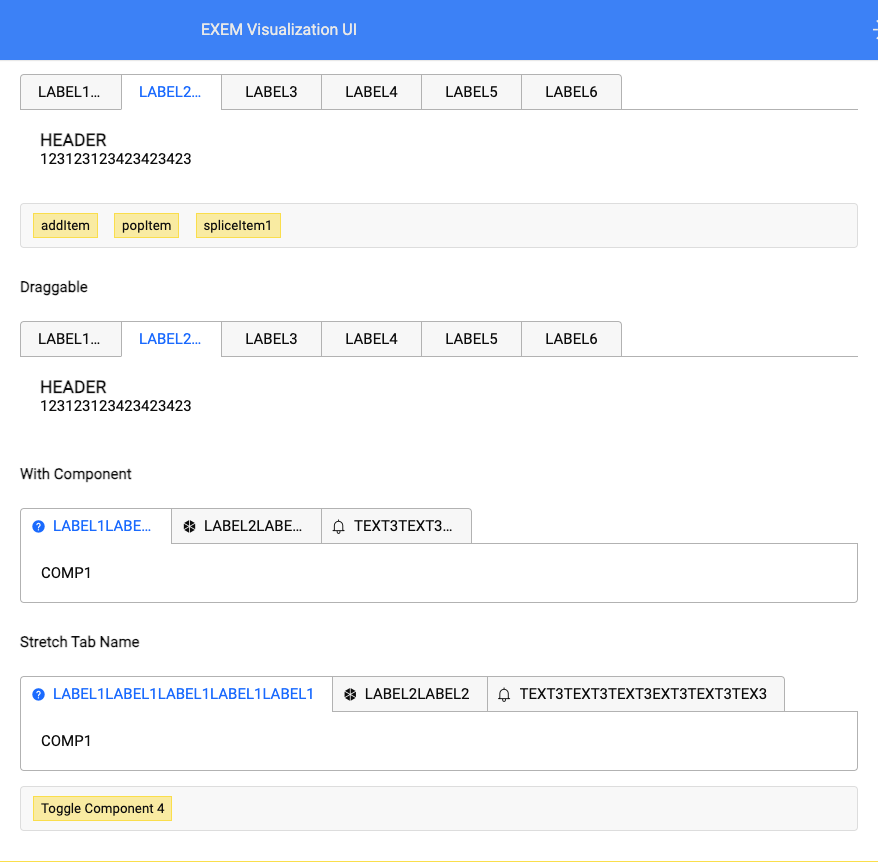 EXEM Visualization UI
LABEL1... LABEL2... LABEL3 LABEL4 LABEL5 LABEL6
HEADER
123123123423423423
addItem popItem spliceItem1
Draggable
LABEL1... LABEL2... LABEL3 LABEL4 LABEL5 LABEL6
HEADER
123123123423423423
With Component
LABEL1LABE... LABEL2LABE... TEXT3TEXT3...
COMP1
Stretch Tab Name
LABEL1LABEL1LABEL1LABEL1LABEL1 LABEL2LABEL2 TEXT3TEXT3TEXT3EXT3TEXT3TEX3
COMP1
Toggle Component 4